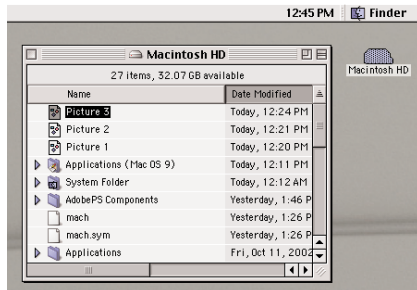 12:45 PM Finder
Macintosh HD
Macintosh HD
27 items, 32.07 GB available
Name Date Modified
Picture 3 Today, 12:24 PM
Picture 2 Today, 12:21 PM
Picture 1 Today, 12:20 PM
Applications (Mac OS 9) Today, 12:11 PM
System Folder Today, 12:12 AM
AdobePS Components Yesterday, 1:46 P
mach Yesterday, 1:26 P
mach.sym Yesterday, 1:26 P
Applications Fri, Oct 11, 2002